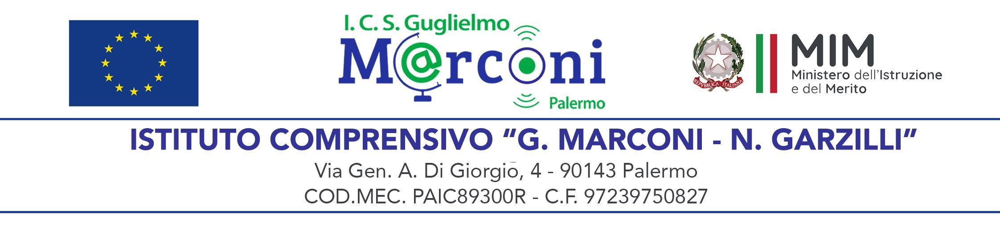 I. C. S. Guglielmo
M@rconi
Palermo
REPVBBLICA ITALIANA
MIM
Ministero dell'Istruzione
e del Merito
ISTITUTO COMPRENSIVO “G. MARCONI - N. GARZILLI”
Via Gen. A. Di Giorgio, 4 - 90143 Palermo
COD.MEC. PAIC89300R - C.F. 97239750827